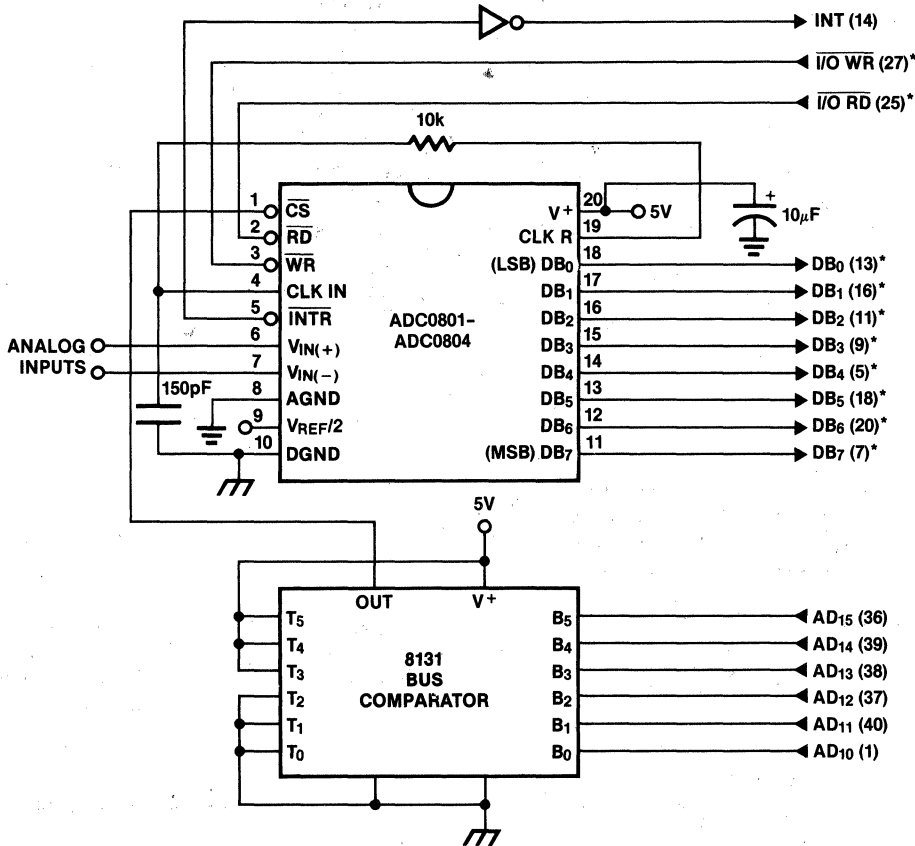 INT (14)
I/O WR (27)*
I/O RD (25)*
10k
1 CS
2 RD
3 WR
4 CLK IN
5 INTR
6 VIN(+)
7 VIN(−)
8 AGND
9 VREF/2
10 DGND
ADC0801–
ADC0804
V+ 20
5V
+
10μF
CLK R 19
(LSB) DB0 18
DB1 17
DB2 16
DB3 15
DB4 14
DB5 13
DB6 12
(MSB) DB7 11
DB0 (13)*
DB1 (16)*
DB2 (11)*
DB3 (9)*
DB4 (5)*
DB5 (18)*
DB6 (20)*
DB7 (7)*
ANALOG
INPUTS
150pF
5V
OUT V+
T5
T4
T3
T2
T1
T0
8131
BUS
COMPARATOR
B5
B4
B3
B2
B1
B0
AD15 (36)
AD14 (39)
AD13 (38)
AD12 (37)
AD11 (40)
AD10 (1)